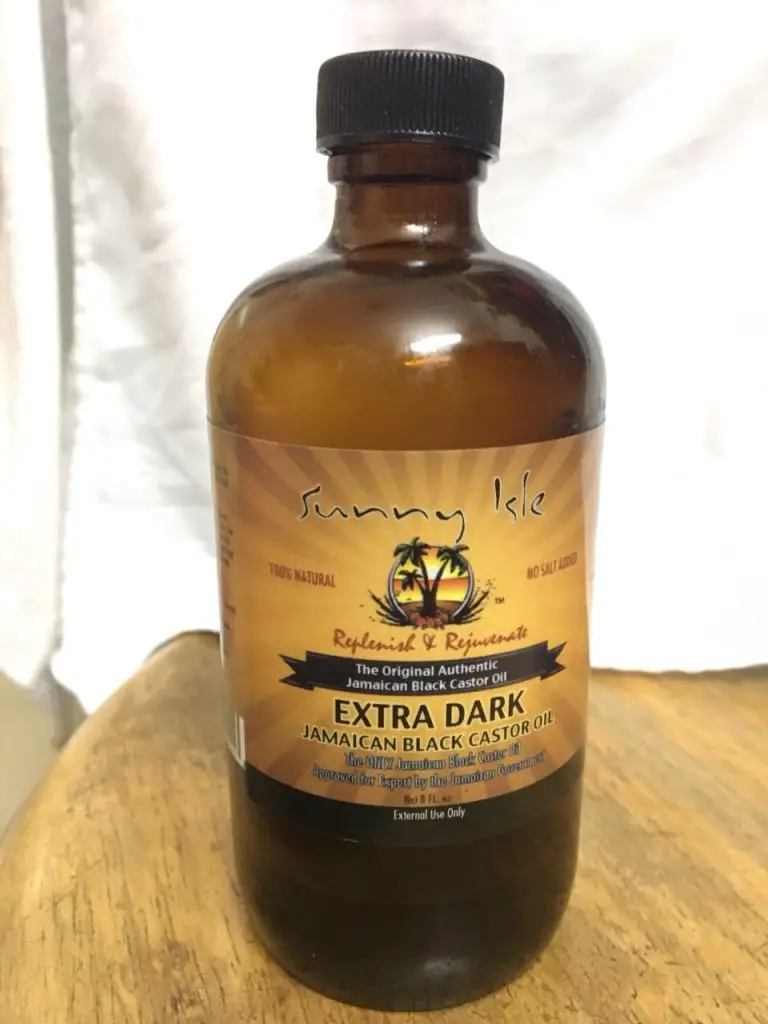 Sunny Isle
100% NATURAL
NO SALT ADDED
TM
Replenish & Rejuvenate
The Original Authentic
Jamaican Black Castor Oil
EXTRA DARK
JAMAICAN BLACK CASTOR OIL
The ONLY Jamaican Black Castor Oil
Approved for Export by the Jamaican Government
Net 8 FL. oz
External Use Only